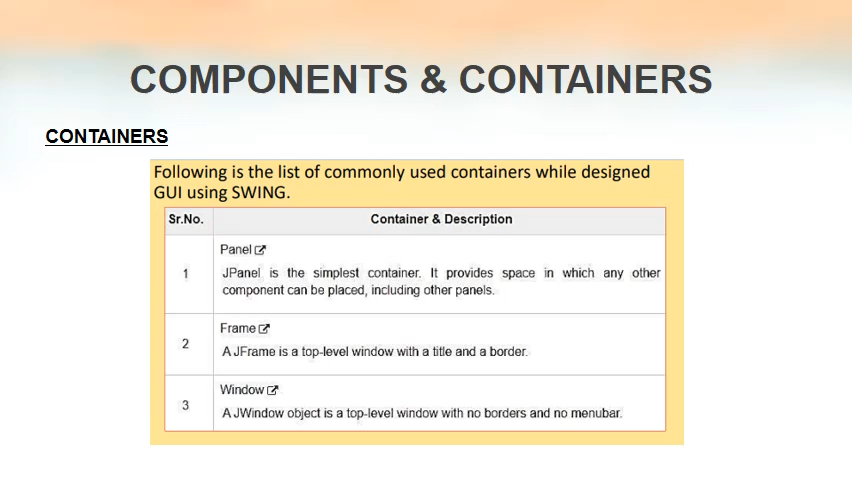 COMPONENTS & CONTAINERS
CONTAINERS
Following is the list of commonly used containers while designed
GUI using SWING.
Sr.No. Container & Description
1
Panel
JPanel is the simplest container. It provides space in which any other
component can be placed, including other panels.
2
Frame
A JFrame is a top-level window with a title and a border.
3
Window
A JWindow object is a top-level window with no borders and no menubar.